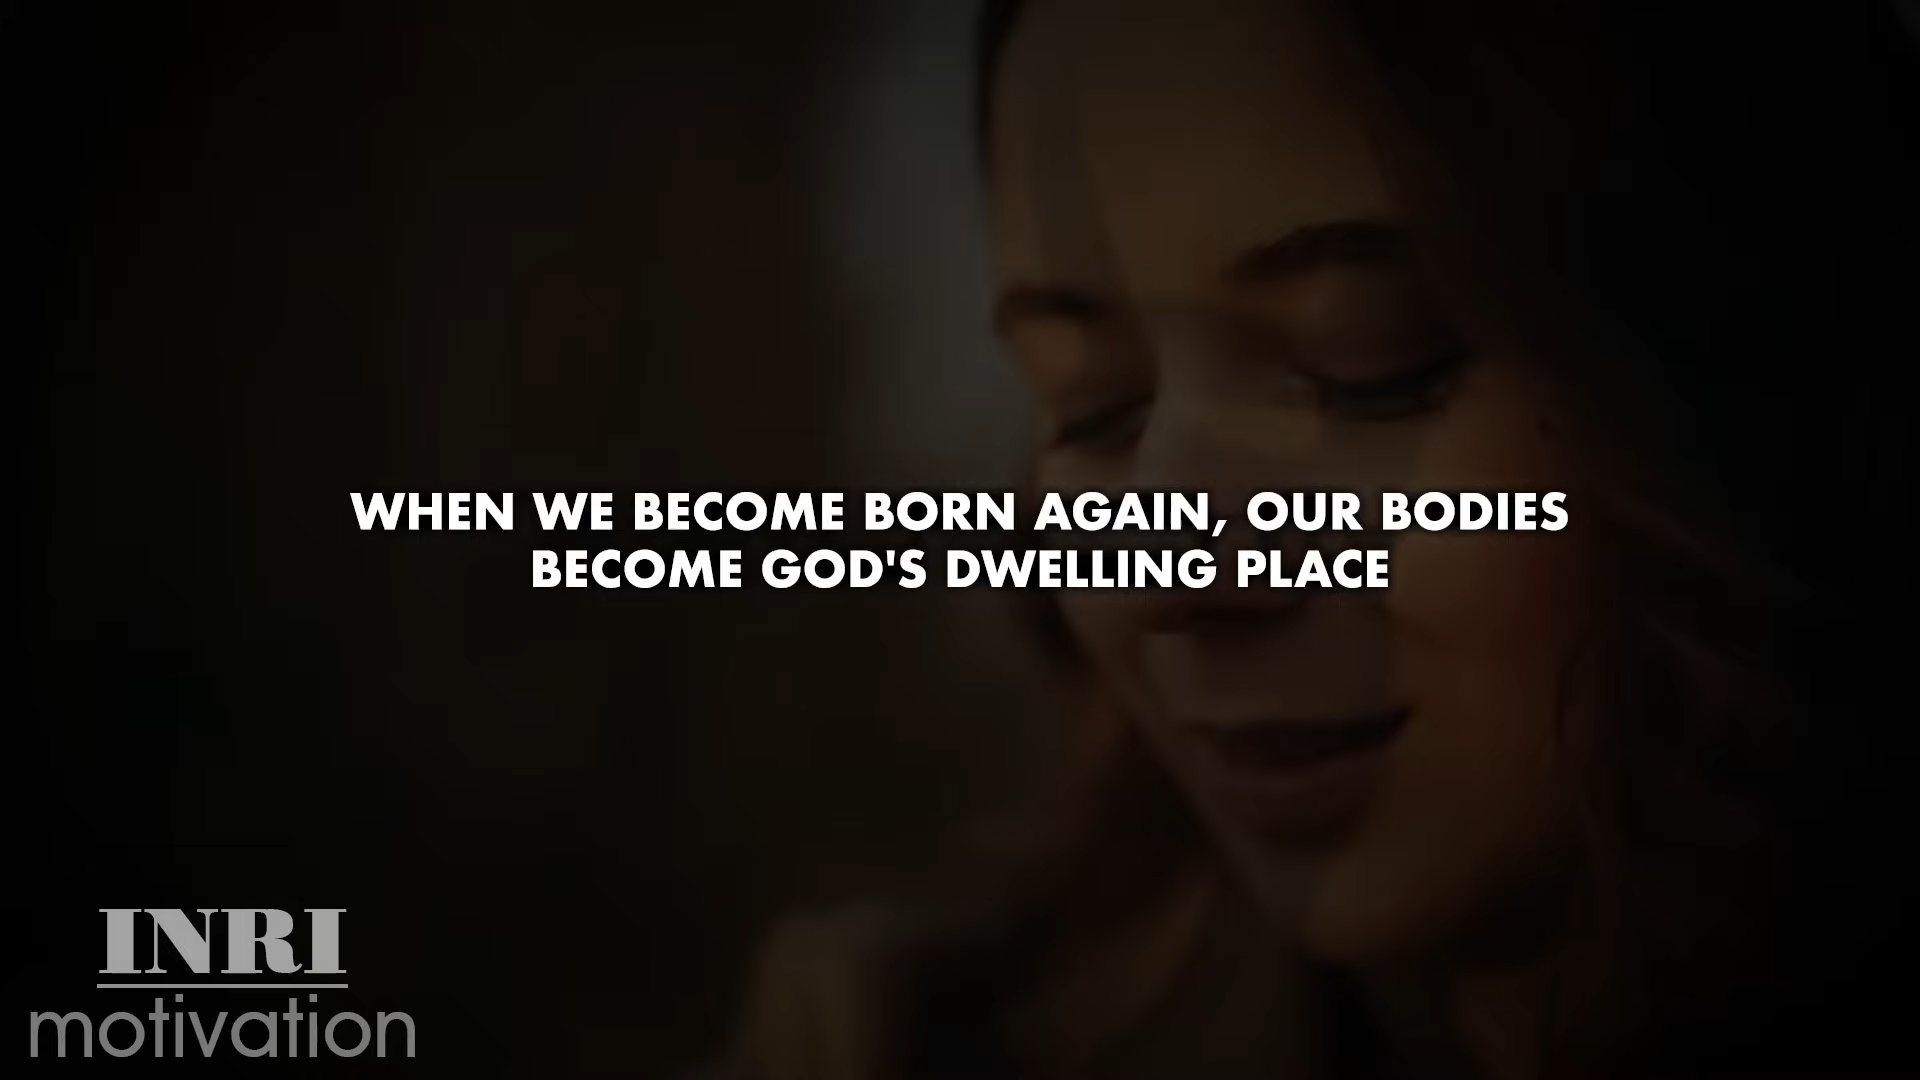 WHEN WE BECOME BORN AGAIN, OUR BODIES
BECOME GOD'S DWELLING PLACE
INRI
motivation